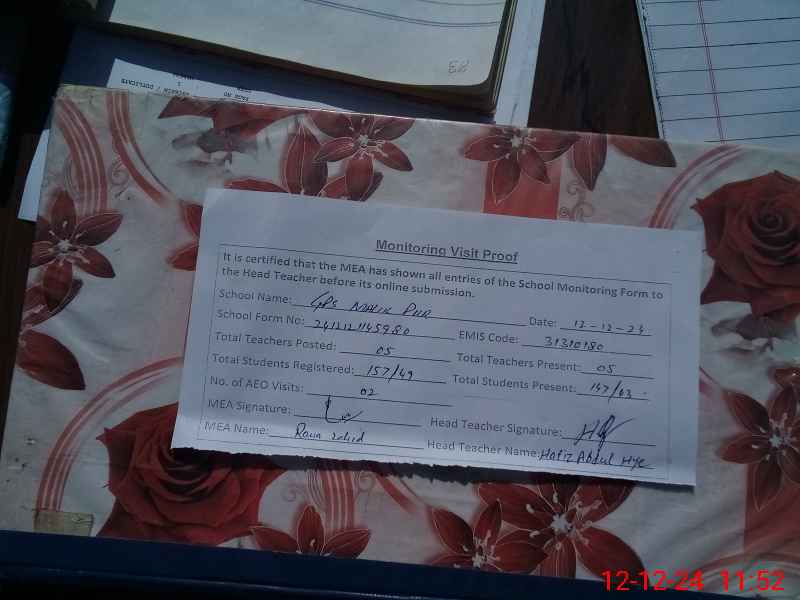 23
Monitoring Visit Proof
It is certified that the MEA has shown all entries of the School Monitoring Form to
the Head Teacher before its online submission.
School Name: GPS Malik Pur Date: 12-12-24
School Form No: EMIS Code: 31310180
Total Teachers Posted: 05 Total Teachers Present: 05
Total Students Registered: 157/49 Total Students Present: 147/03
No. of AEO Visits: 02
MEA Signature: Head Teacher Signature:
MEA Name: Rana Zahid Head Teacher Name: Hafiz Abdul Hye
12-12-24 11:52